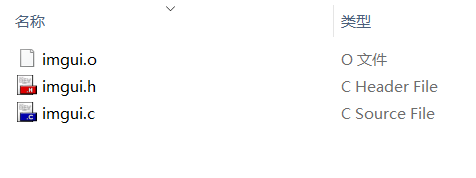 名称 类型
imgui.o O 文件
imgui.h C Header File
imgui.c C Source File